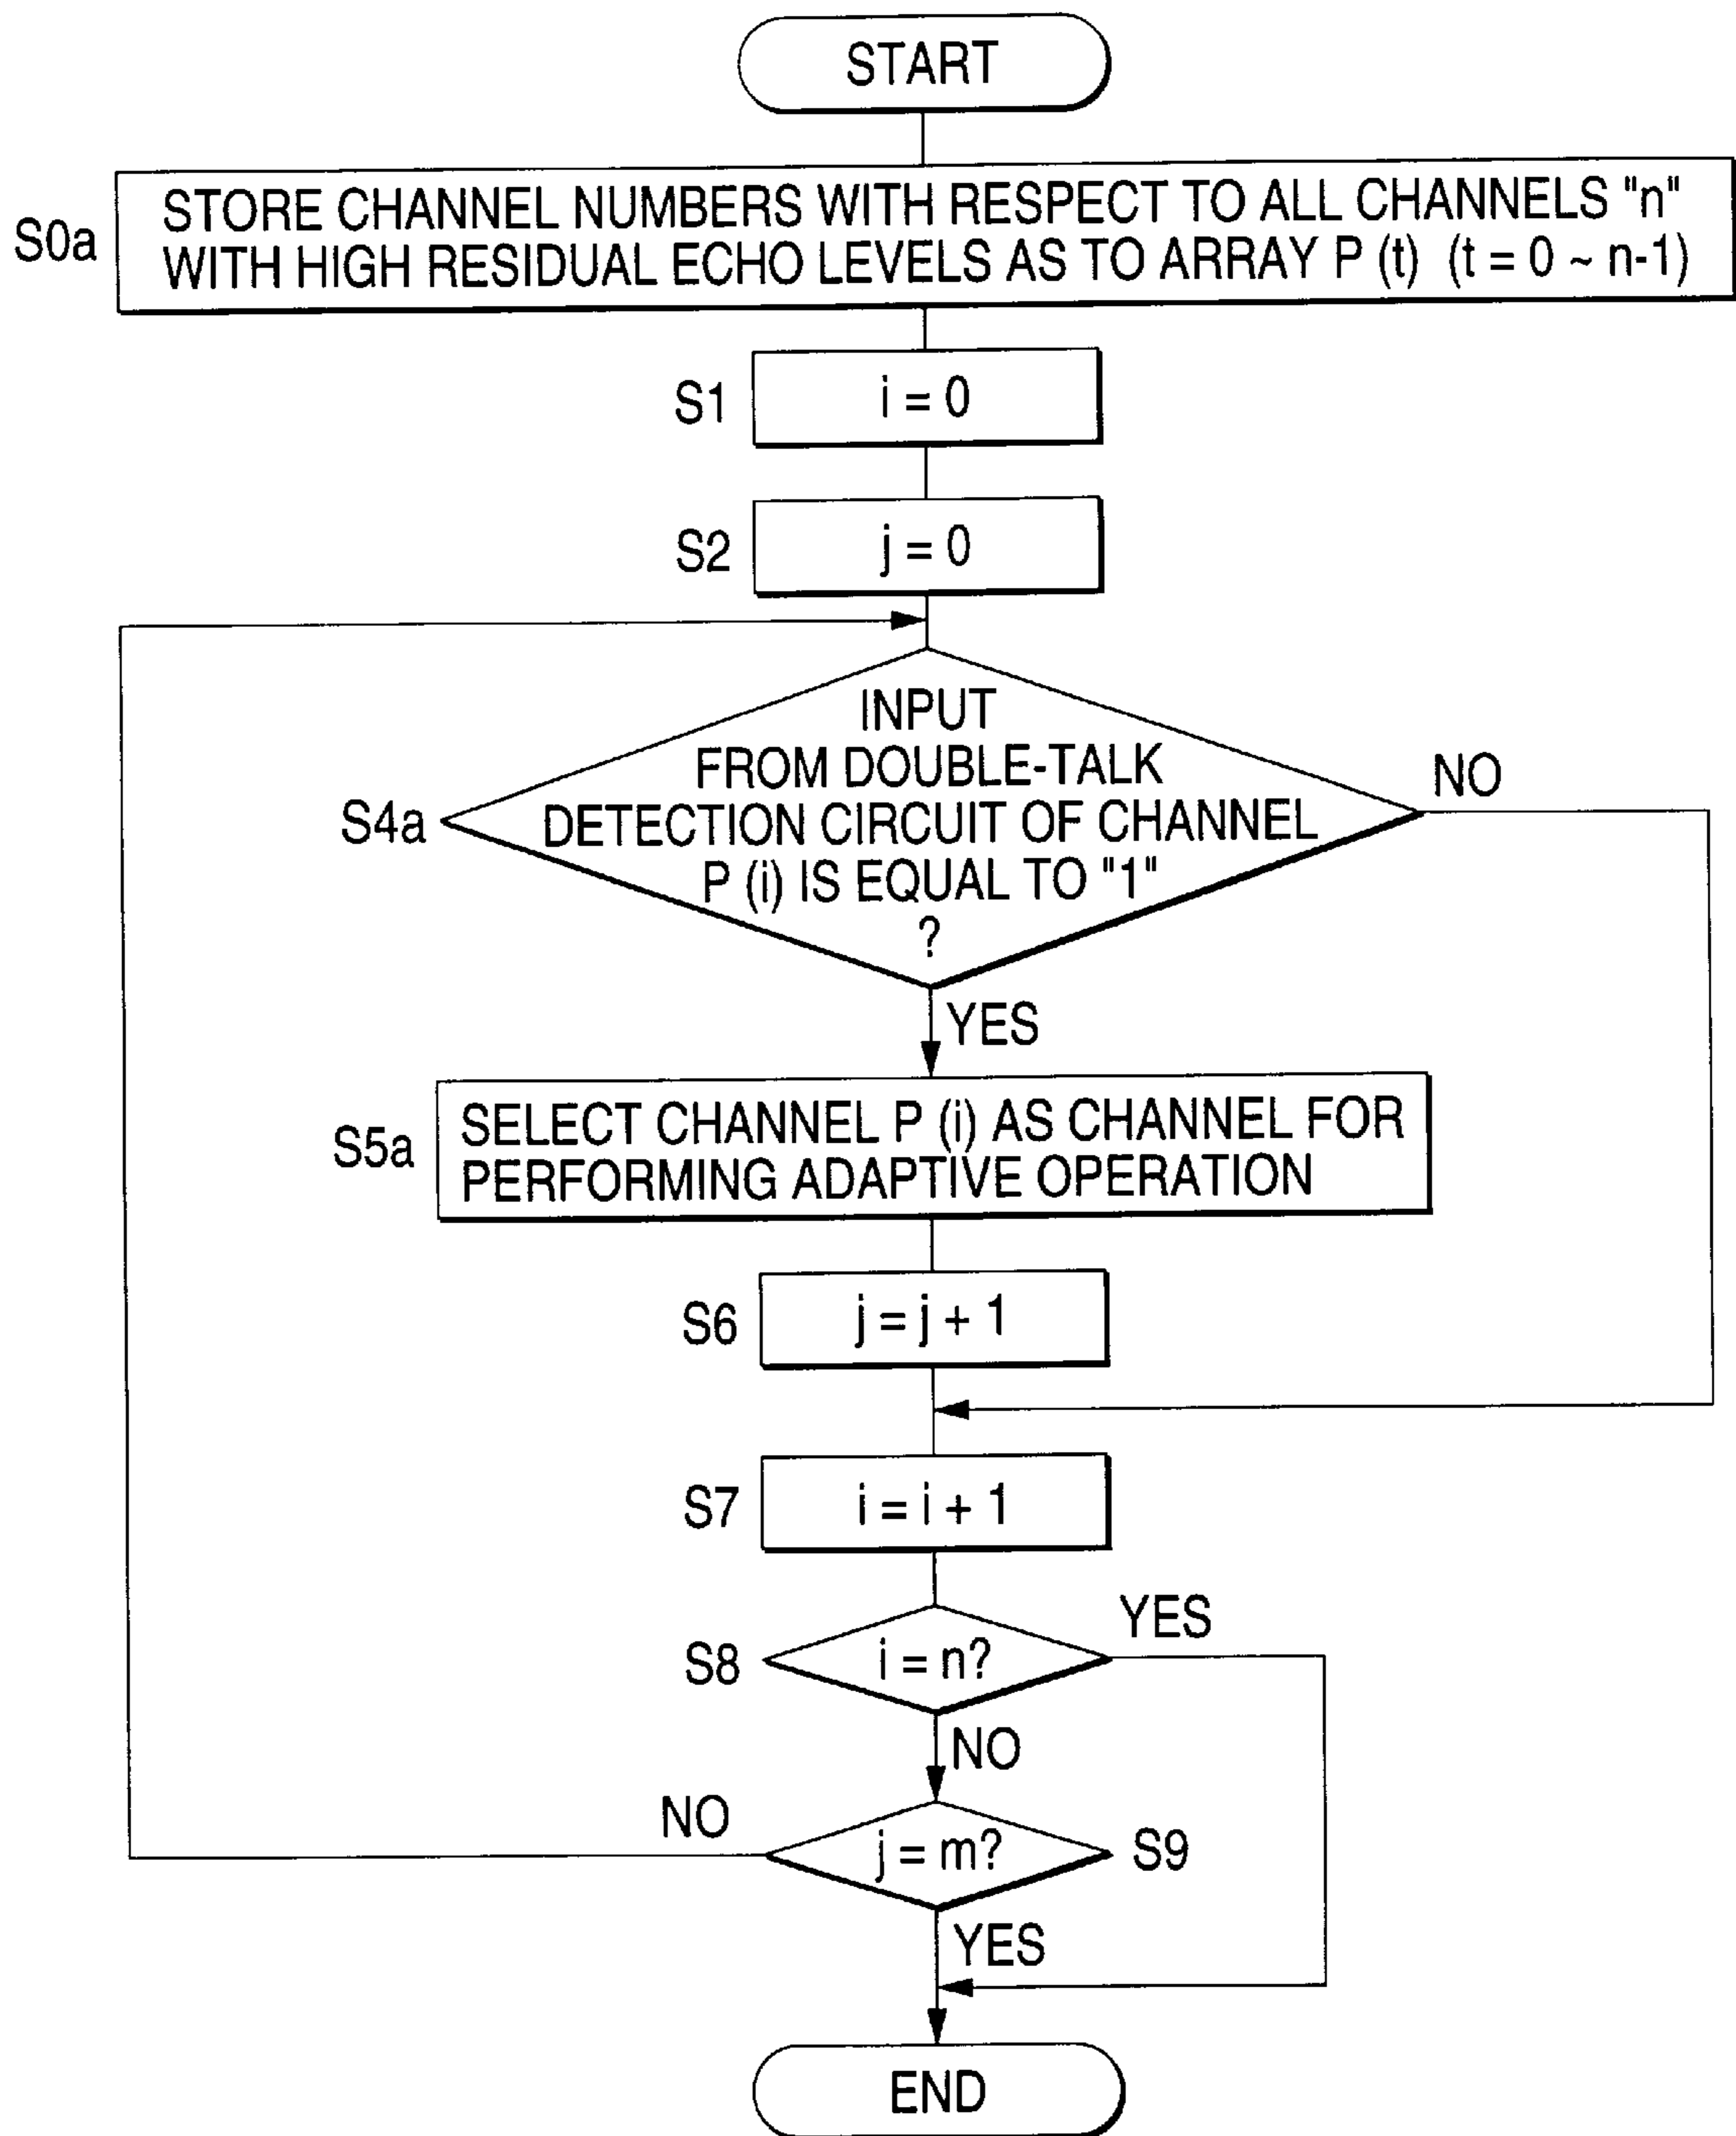 START
S0a
STORE CHANNEL NUMBERS WITH RESPECT TO ALL CHANNELS "n"
WITH HIGH RESIDUAL ECHO LEVELS AS TO ARRAY P (t) (t = 0 ~ n-1)
S1
i = 0
S2
j = 0
S4a
INPUT
FROM DOUBLE-TALK
DETECTION CIRCUIT OF CHANNEL
P (i) IS EQUAL TO "1"
?
NO
YES
S5a
SELECT CHANNEL P (i) AS CHANNEL FOR
PERFORMING ADAPTIVE OPERATION
S6
j = j + 1
S7
i = i + 1
S8
i = n?
YES
NO
NO
j = m?
S9
YES
END